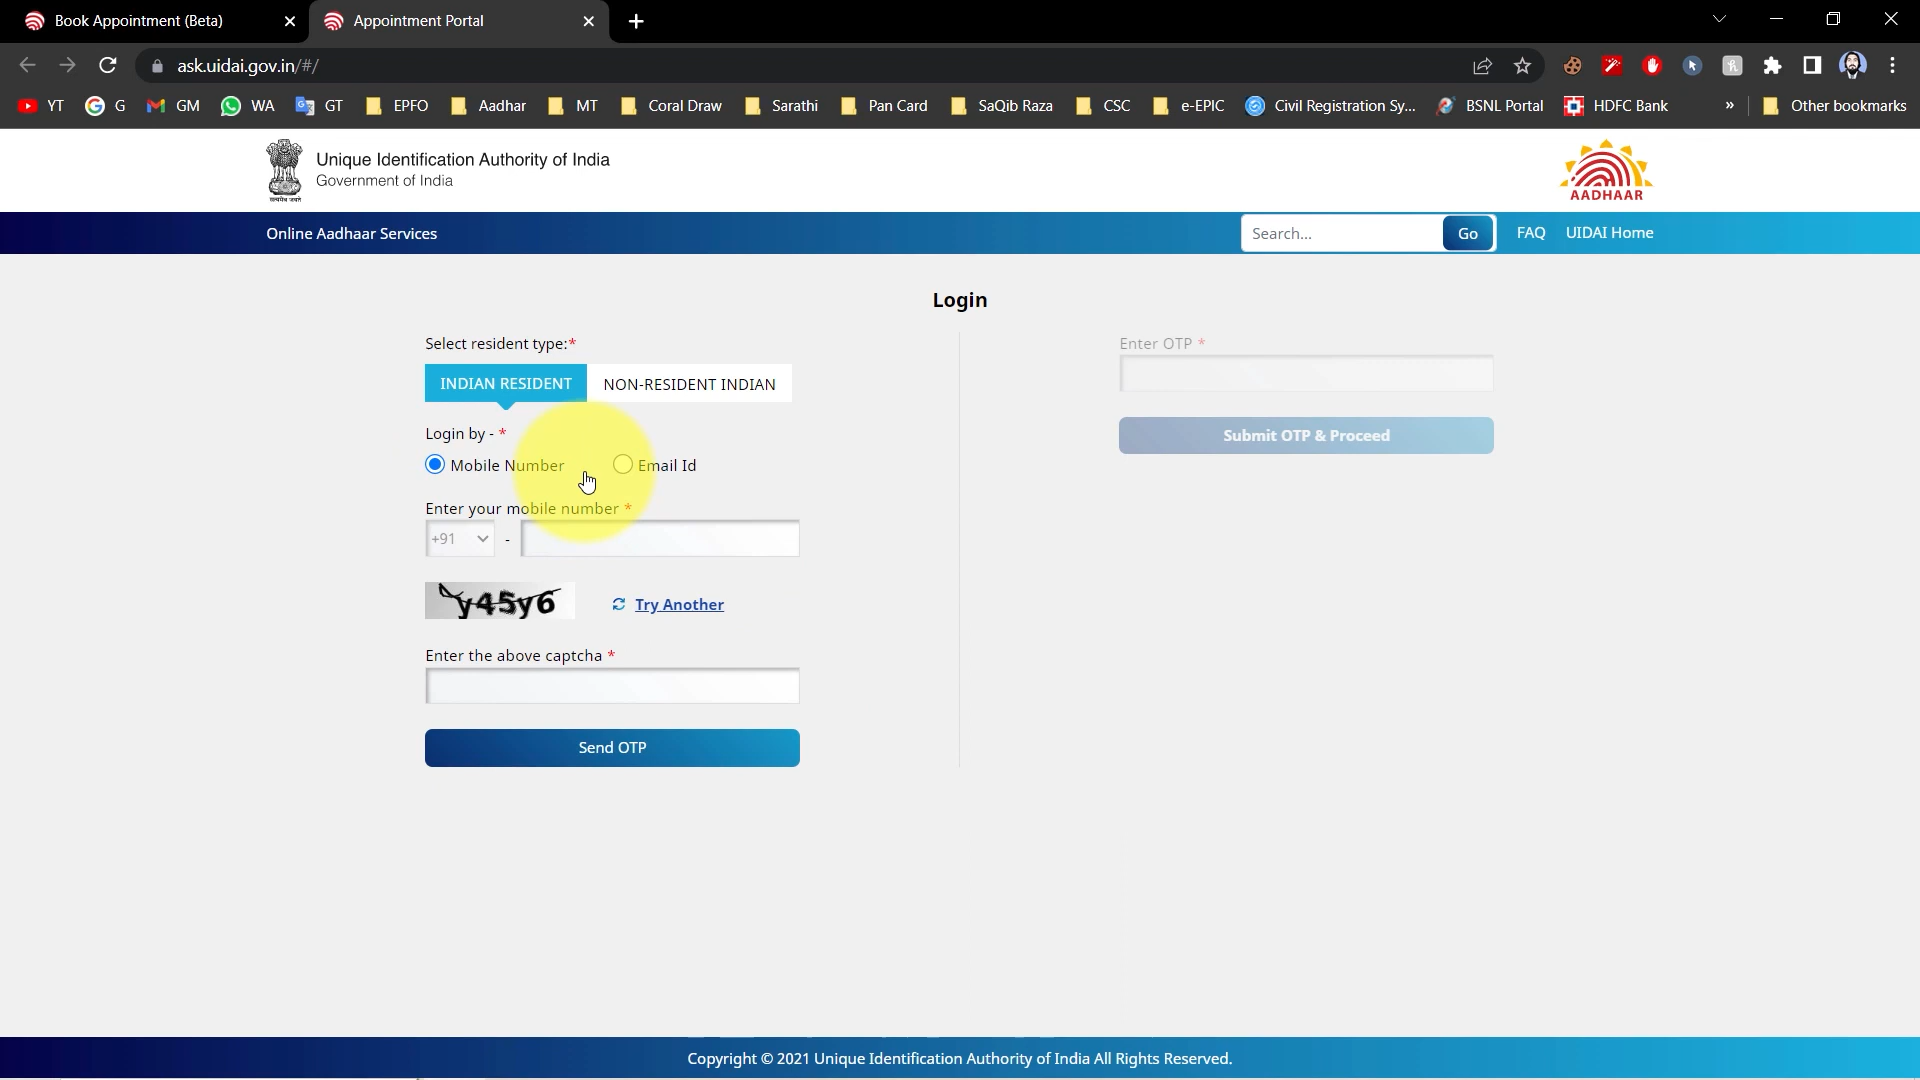 Book Appointment (Beta)
Appointment Portal
ask.uidai.gov.in/#/
YT G GM WA GT EPFO Aadhar MT Coral Draw Sarathi Pan Card SaQib Raza CSC e-EPIC Civil Registration Sy... BSNL Portal HDFC Bank » Other bookmarks
सत्यमेव जयते
Unique Identification Authority of India
Government of India
AADHAAR
Online Aadhaar Services
Search...
Go
FAQ
UIDAI Home
Login
Select resident type:*
INDIAN RESIDENT
NON-RESIDENT INDIAN
Login by - *
Mobile Number
Email Id
Enter your mobile number *
+91
-
y45y6
Try Another
Enter the above captcha *
Send OTP
Enter OTP *
Submit OTP & Proceed
Copyright © 2021 Unique Identification Authority of India All Rights Reserved.